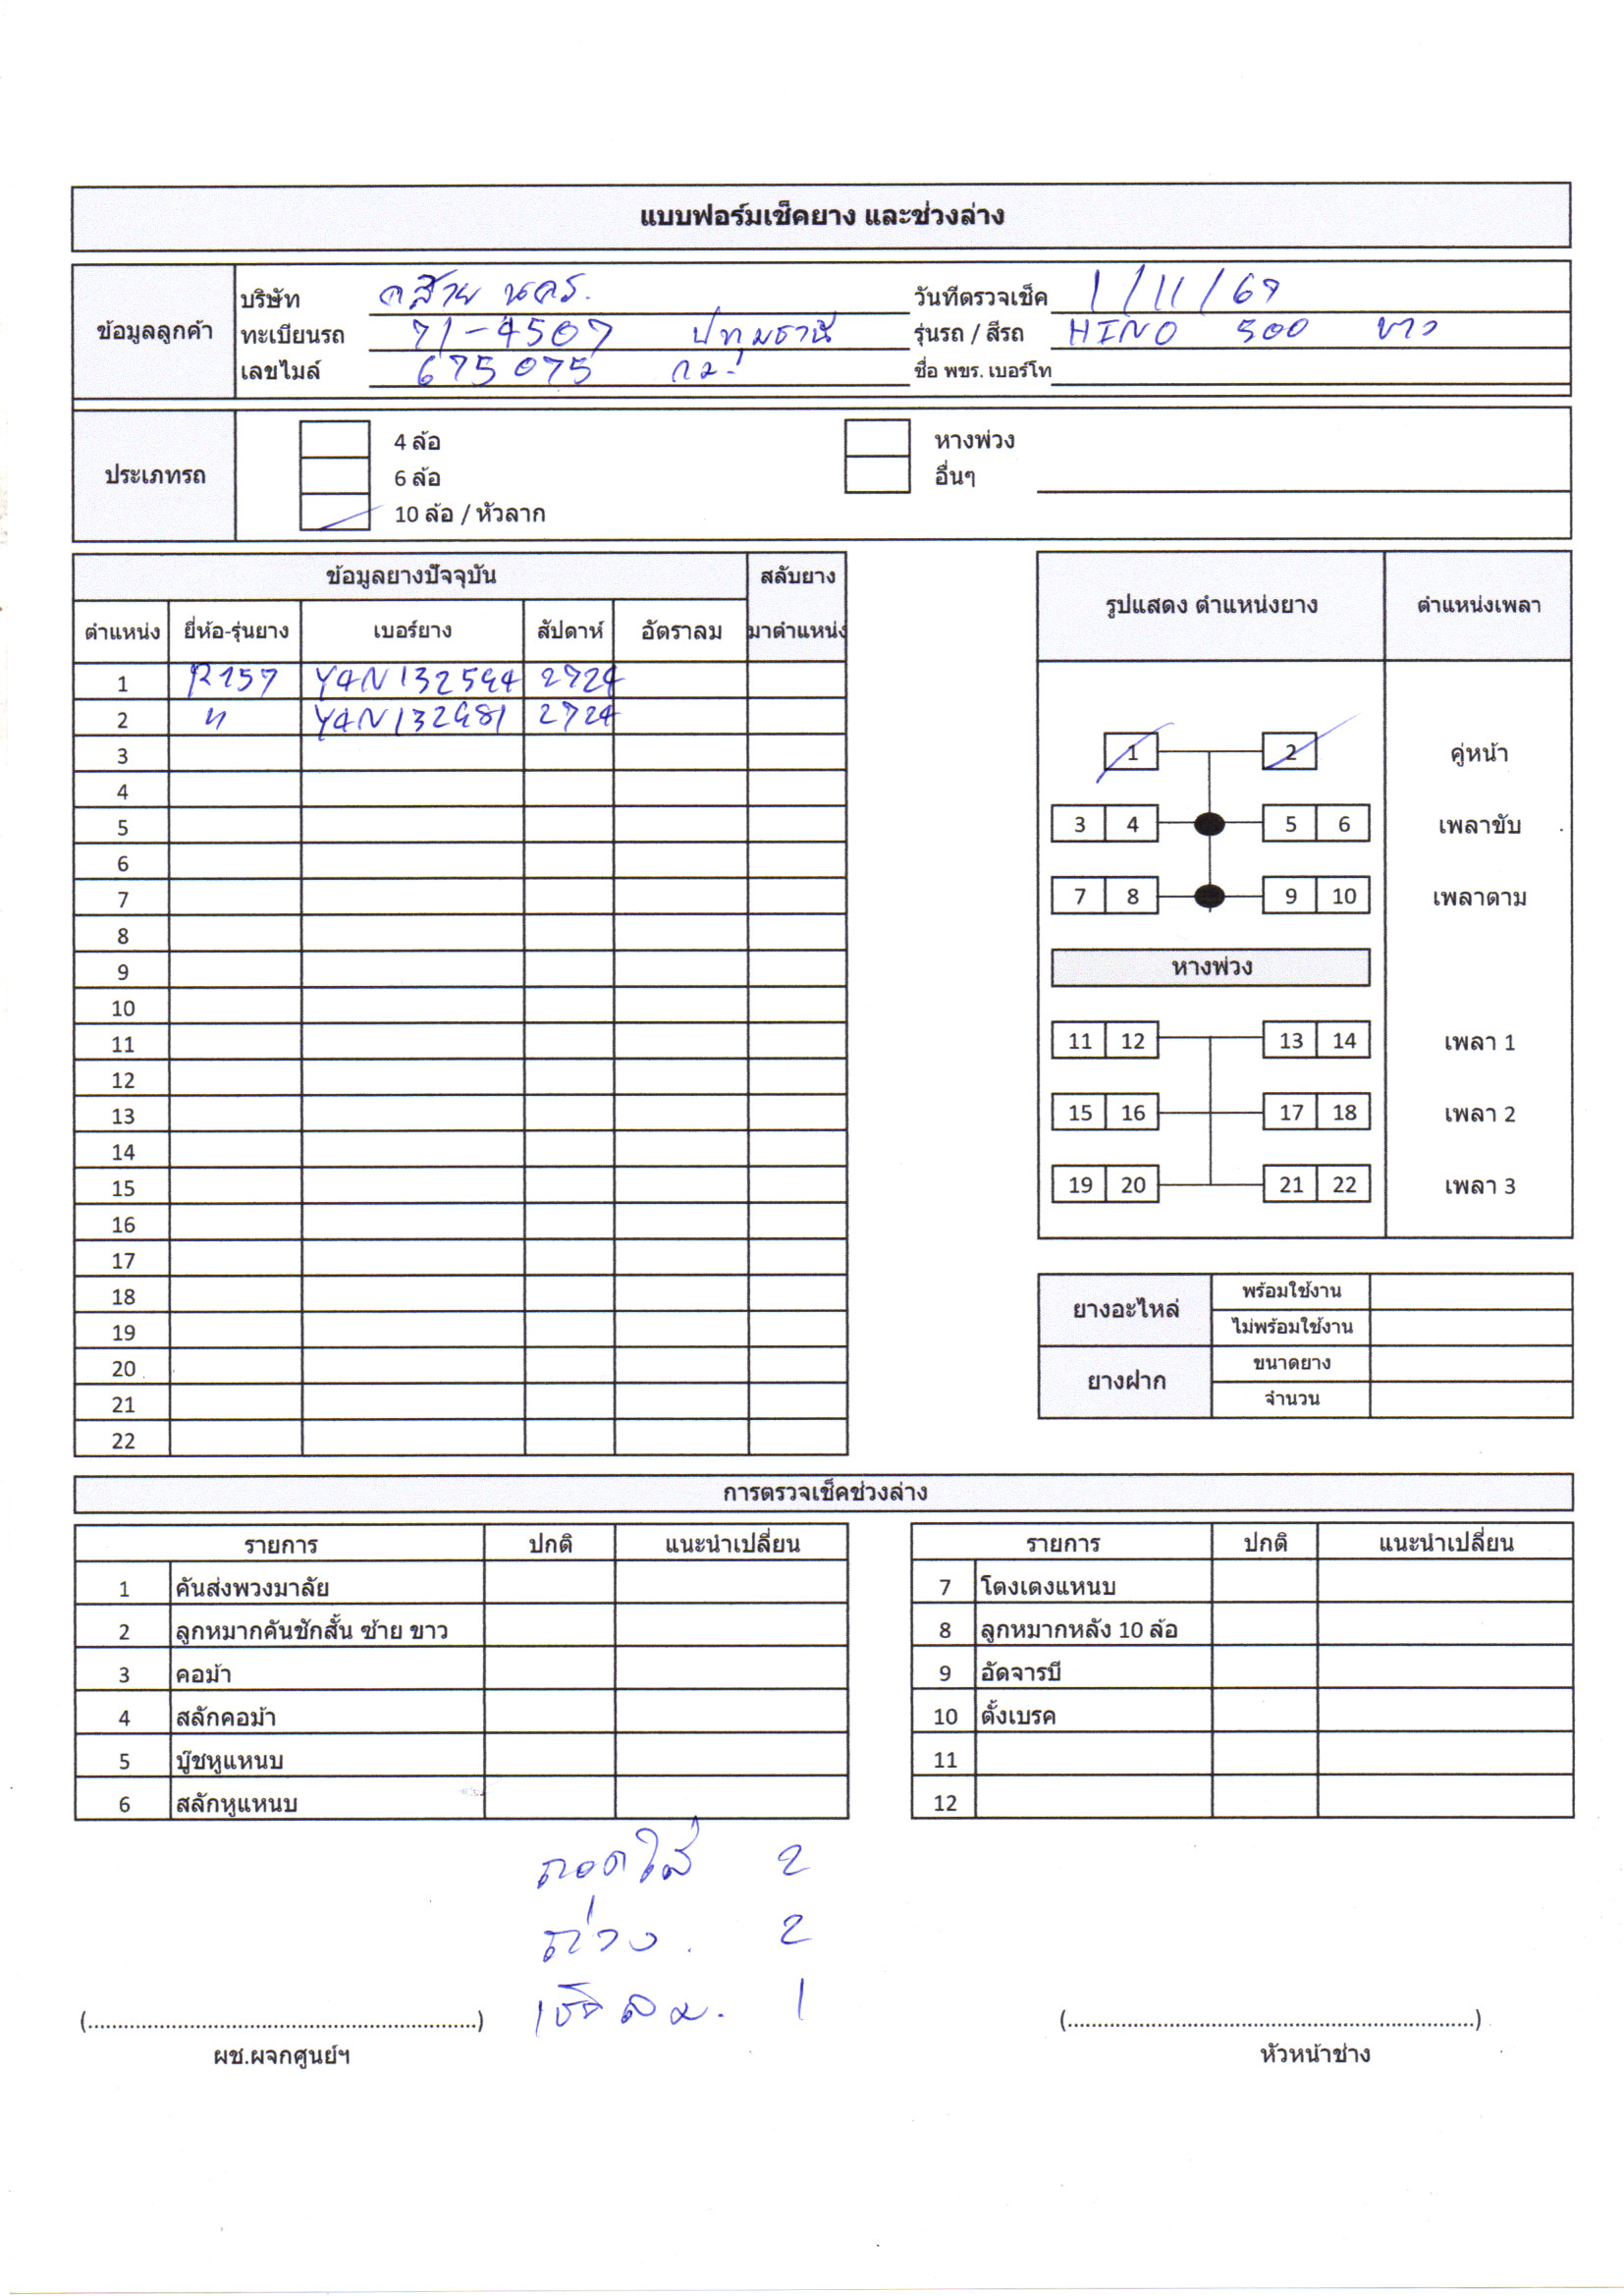 แบบฟอร์มเช็คยาง และช่วงล่าง
ข้อมูลลูกค้า
บริษัท นคร.
วันที่ตรวจเช็ค 1/11/67
ทะเบียนรถ 71-4507 ปทุมธานี
รุ่นรถ / สีรถ HINO 500 ขาว
เลขไมล์ 675075 กม.
ชื่อ พขร. เบอร์โท
ประเภทรถ
4 ล้อ
หางพ่วง
6 ล้อ
อื่นๆ
10 ล้อ / หัวลาก
ข้อมูลยางปัจจุบัน สลับยาง
ตำแหน่ง ยี่ห้อ-รุ่นยาง เบอร์ยาง สัปดาห์ อัตราลม มาตำแหน่ง
1 R157 Y4N132594 2724
2 " Y4N132981 2724
3
4
5
6
7
8
9
10
11
12
13
14
15
16
17
18
19
20
21
22
รูปแสดง ตำแหน่งยาง ตำแหน่งเพลา
1 2 คู่หน้า
3 4 5 6 เพลาขับ
7 8 9 10 เพลาตาม
หางพ่วง
11 12 13 14 เพลา 1
15 16 17 18 เพลา 2
19 20 21 22 เพลา 3
ยางอะไหล่ พร้อมใช้งาน
ไม่พร้อมใช้งาน
ยางฝาก ขนาดยาง
จำนวน
การตรวจเช็คช่วงล่าง
รายการ ปกติ แนะนำเปลี่ยน
1 คันส่งพวงมาลัย
2 ลูกหมากคันชักสั้น ซ้าย ขาว
3 คอม้า
4 สลักคอม้า
5 บู๊ชหูแหนบ
6 สลักหูแหนบ
รายการ ปกติ แนะนำเปลี่ยน
7 โตงเตงแหนบ
8 ลูกหมากหลัง 10 ล้อ
9 อัดจารบี
10 ตั้งเบรค
11
12
ถอดใส่ 2
ถ่วง. 2
เช็คลม. 1
(..................................................................)
ผช.ผจกศูนย์ฯ
(.....................................................................)
หัวหน้าช่าง